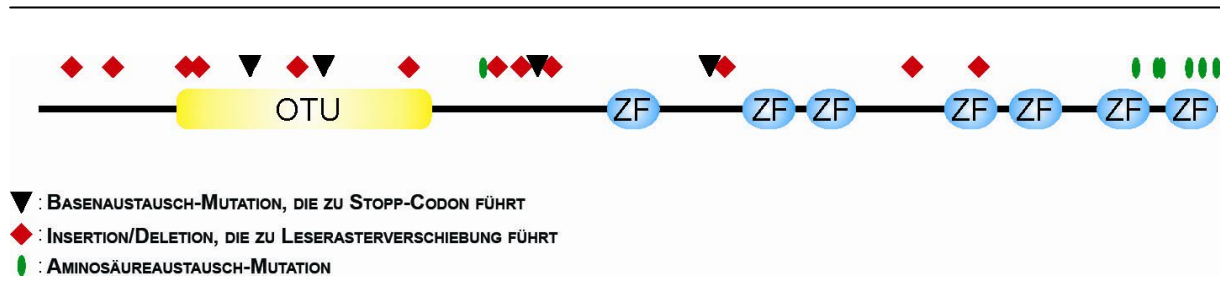 OTU ZF ZF ZF ZF ZF ZF ZF
: BASENAUSTAUSCH-MUTATION, DIE ZU STOPP-CODON FÜHRT
: INSERTION/DELETION, DIE ZU LESERASTERVERSCHIEBUNG FÜHRT
: AMINOSÄUREAUSTAUSCH-MUTATION